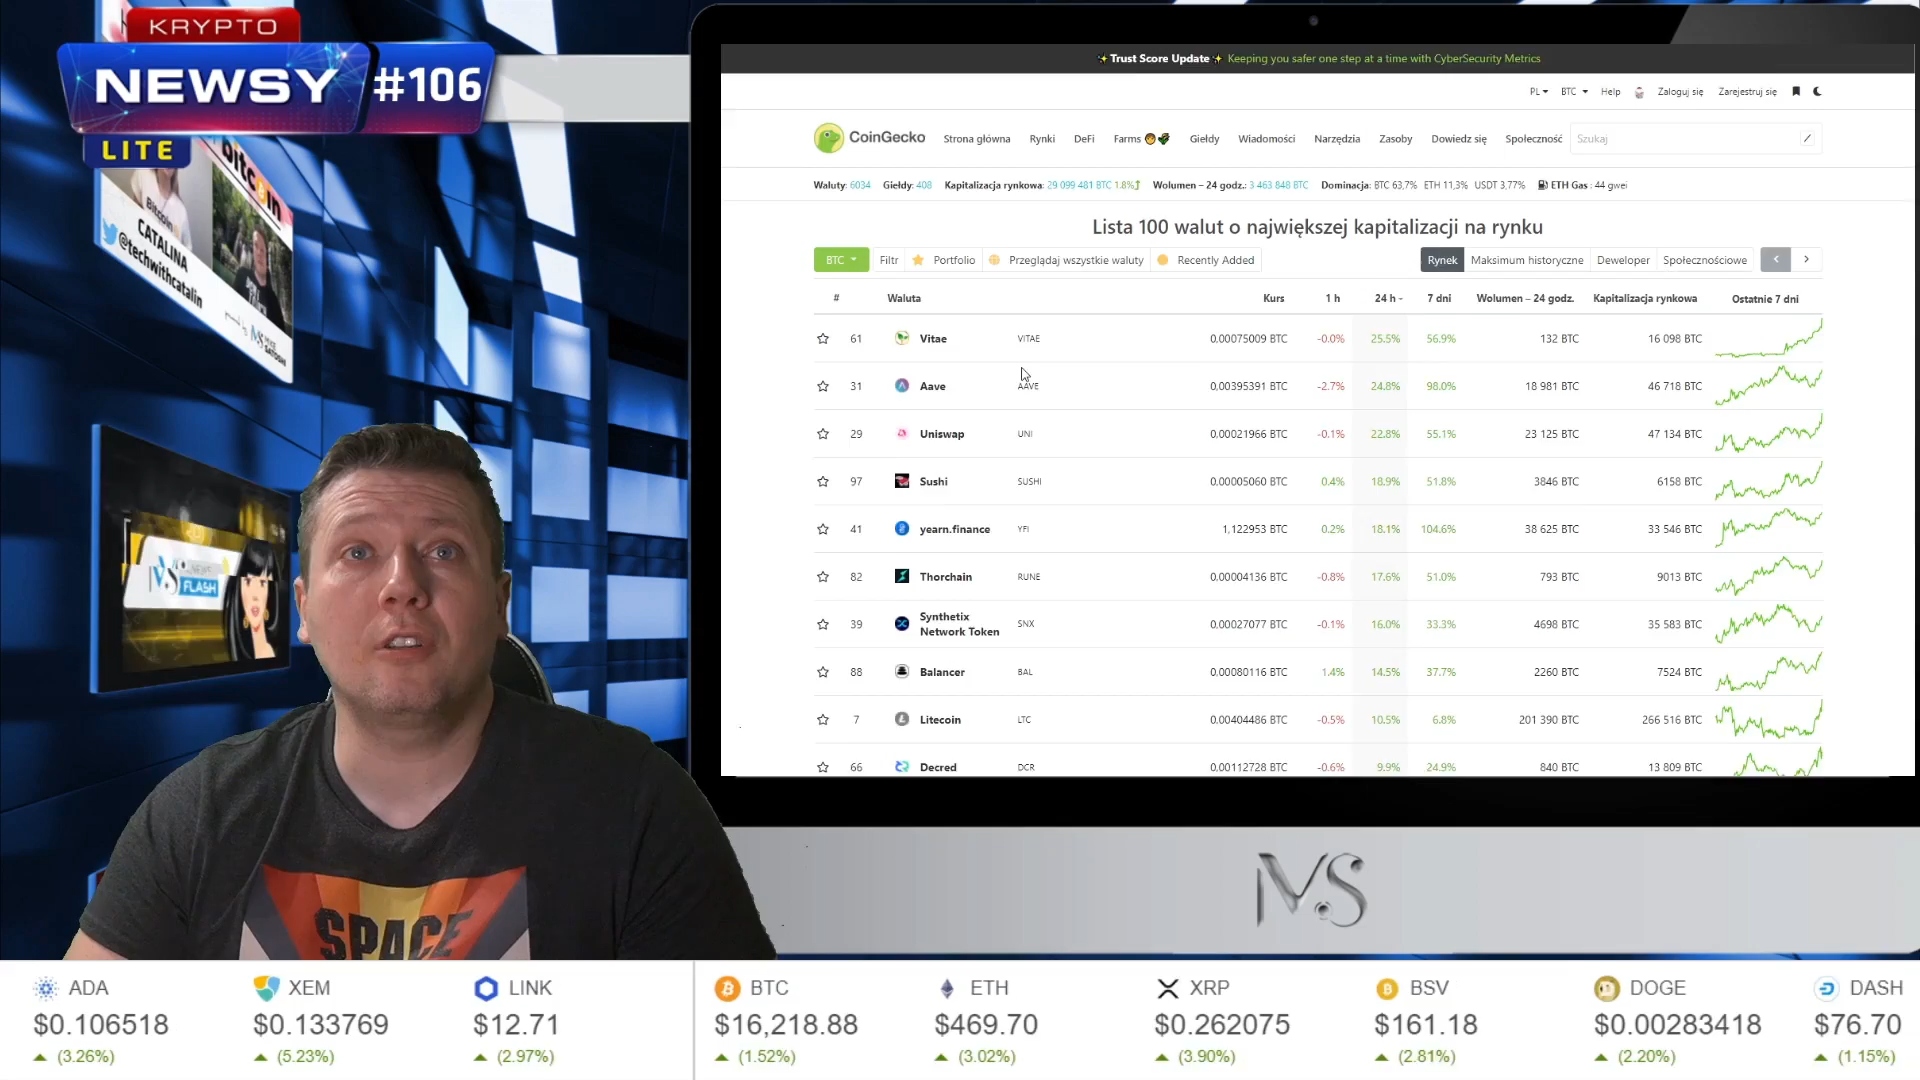 KRYPTO
NEWSY #106
LITE
bitcoin
Bitcoin
CATALINA
@techwithcatalin
FLASH
SPACE
Trust Score Update Keeping you safer one step at a time with CyberSecurity Metrics
PL BTC Help Zaloguj się Zarejestruj się
CoinGecko Strona główna Rynki DeFi Farms Giełdy Wiadomości Narzędzia Zasoby Dowiedz się Społeczność Szukaj /
Waluty: 6034 Giełdy: 408 Kapitalizacja rynkowa: 29 099 481 BTC 1.8% Wolumen – 24 godz.: 3 463 848 BTC Dominacja: BTC 63,7% ETH 11,3% USDT 3,77% ETH Gas : 44 gwei
Lista 100 walut o największej kapitalizacji na rynku
BTC Filtr Portfolio Przeglądaj wszystkie waluty Recently Added Rynek Maksimum historyczne Deweloper Społecznościowe
# Waluta Kurs 1 h 24 h 7 dni Wolumen – 24 godz. Kapitalizacja rynkowa Ostatnie 7 dni
61 Vitae VITAE 0,00075009 BTC -0.0% 25.5% 56.9% 132 BTC 16 098 BTC
31 Aave AAVE 0,00395391 BTC -2.7% 24.8% 98.0% 18 981 BTC 46 718 BTC
29 Uniswap UNI 0,00021966 BTC -0.1% 22.8% 55.1% 23 125 BTC 47 134 BTC
97 Sushi SUSHI 0,00005060 BTC 0.4% 18.9% 51.8% 3846 BTC 6158 BTC
41 yearn.finance YFI 1,122953 BTC 0.2% 18.1% 104.6% 38 625 BTC 33 546 BTC
82 Thorchain RUNE 0,00004136 BTC -0.8% 17.6% 51.0% 793 BTC 9013 BTC
39 Synthetix Network Token SNX 0,00027077 BTC -0.1% 16.0% 33.3% 4698 BTC 35 583 BTC
88 Balancer BAL 0,00080116 BTC 1.4% 14.5% 37.7% 2260 BTC 7524 BTC
7 Litecoin LTC 0,00404486 BTC -0.5% 10.5% 6.8% 201 390 BTC 266 516 BTC
66 Decred DCR 0,00112728 BTC -0.6% 9.9% 24.9% 840 BTC 13 809 BTC
MS
ADA XEM LINK BTC ETH XRP BSV DOGE DASH
$0.106518 $0.133769 $12.71 $16,218.88 $469.70 $0.262075 $161.18 $0.00283418 $76.70
(3.26%) (5.23%) (2.97%) (1.52%) (3.02%) (3.90%) (2.81%) (2.20%) (1.15%)